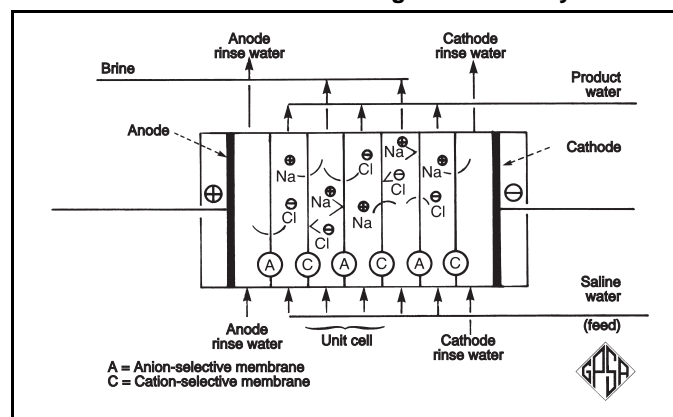 Anode
rinse water
Cathode
rinse water
Brine
Product
water
Anode
Cathode
⊕
Na
⊖
Cl
⊕
Na
⊖
Cl
⊖
Cl
⊕
Na
⊕
Na
⊖
Cl
⊕
Na
⊖
Cl
⊕
⊖
A
C
A
C
A
C
Saline
water
(feed)
Anode
rinse water
Unit cell
Cathode
rinse water
A = Anion-selective membrane
C = Cation-selective membrane
GPSA